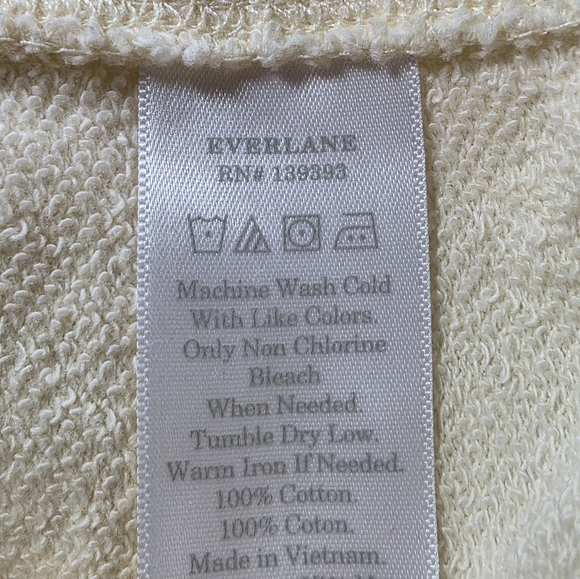 EVERLANE
RN# 139393
Machine Wash Cold
With Like Colors.
Only Non Chlorine
Bleach
When Needed.
Tumble Dry Low.
Warm Iron If Needed.
100% Cotton.
100% Coton.
Made in Vietnam.